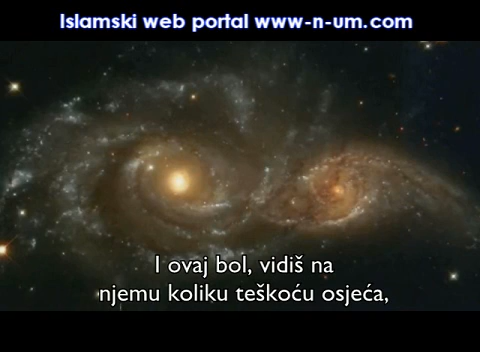 Islamski web portal www-n-um.com
I ovaj bol, vidiš na
njemu koliku teškoću osjeća,